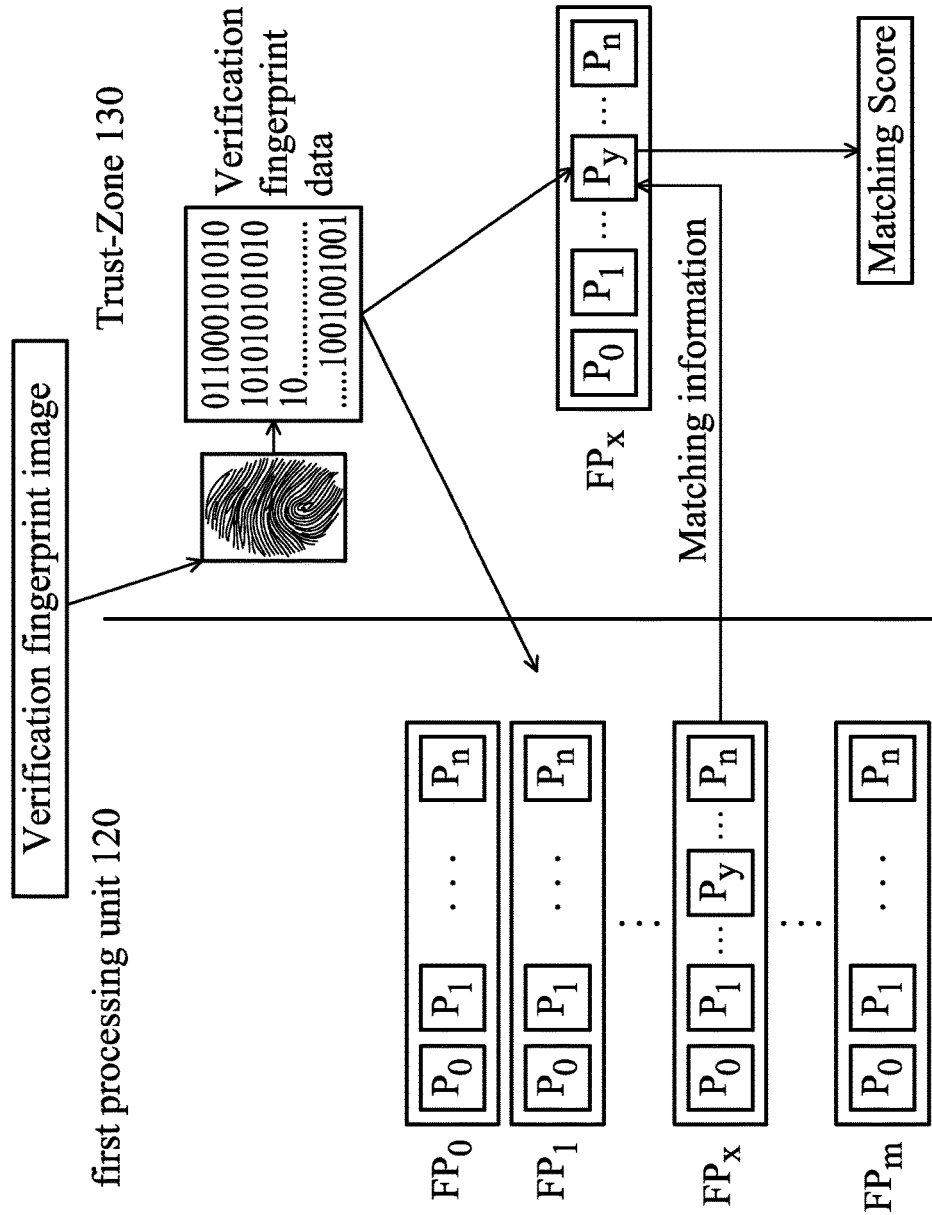 Verification fingerprint image
first processing unit 120
Trust-Zone 130
011000101010
101010101010
10....................
.....1001001001
Verification
fingerprint
data
FP0 P0 P1 ... Pn
FP1 P0 P1 ... Pn
...
FPx P0 P1 ... Py ... Pn
...
FPm P0 P1 ... Pn
Matching information
FPx P0 P1 ... Py ... Pn
Matching Score